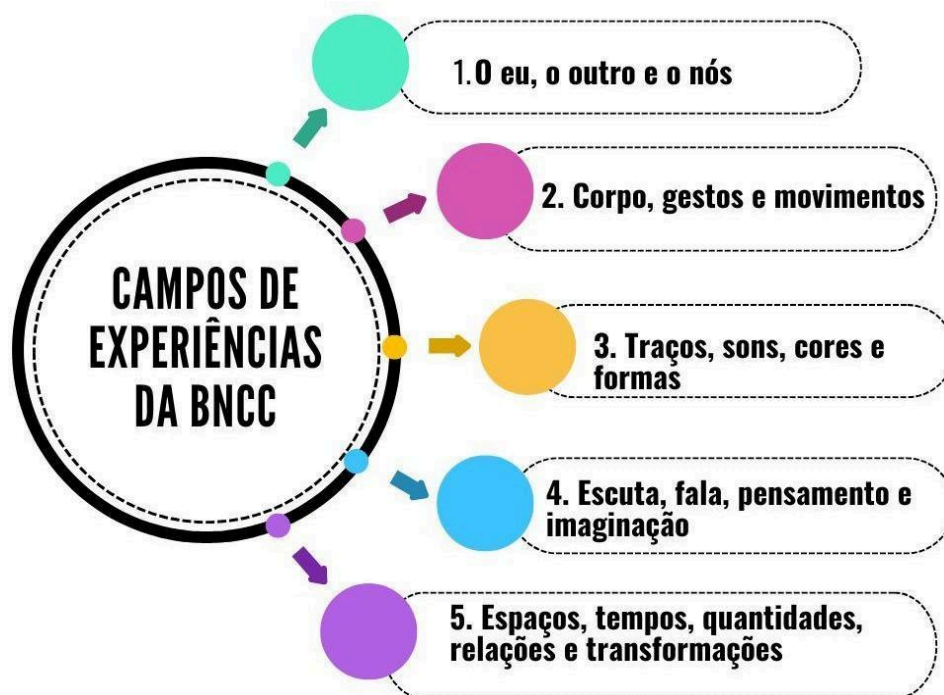 CAMPOS DE
EXPERIÊNCIAS
DA BNCC
1.O eu, o outro e o nós
2. Corpo, gestos e movimentos
3. Traços, sons, cores e
formas
4. Escuta, fala, pensamento e
imaginação
5. Espaços, tempos, quantidades,
relações e transformações